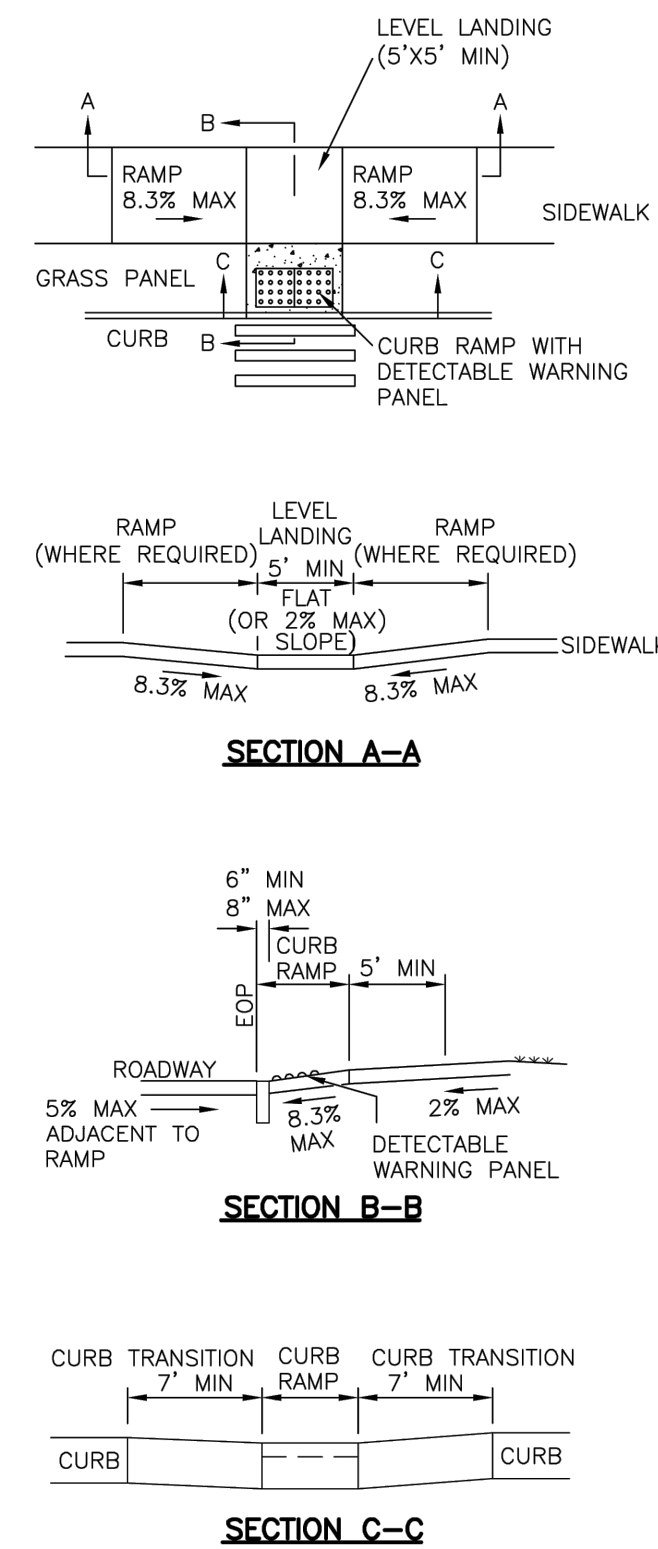 LEVEL LANDING
(5'X5' MIN)
A
A
B
RAMP
8.3% MAX
RAMP
8.3% MAX
SIDEWALK
C
C
GRASS PANEL
CURB
B
CURB RAMP WITH
DETECTABLE WARNING
PANEL
RAMP
(WHERE REQUIRED)
LEVEL
LANDING
5' MIN
RAMP
(WHERE REQUIRED)
FLAT
(OR 2% MAX)
SLOPE)
SIDEWALK
8.3% MAX
8.3% MAX
SECTION A–A
6" MIN
8" MAX
CURB
RAMP
5' MIN
EOP
ROADWAY
5% MAX
ADJACENT TO
RAMP
8.3%
MAX
2% MAX
DETECTABLE
WARNING PANEL
SECTION B–B
CURB TRANSITION
7' MIN
CURB
RAMP
CURB TRANSITION
7' MIN
CURB
CURB
SECTION C–C